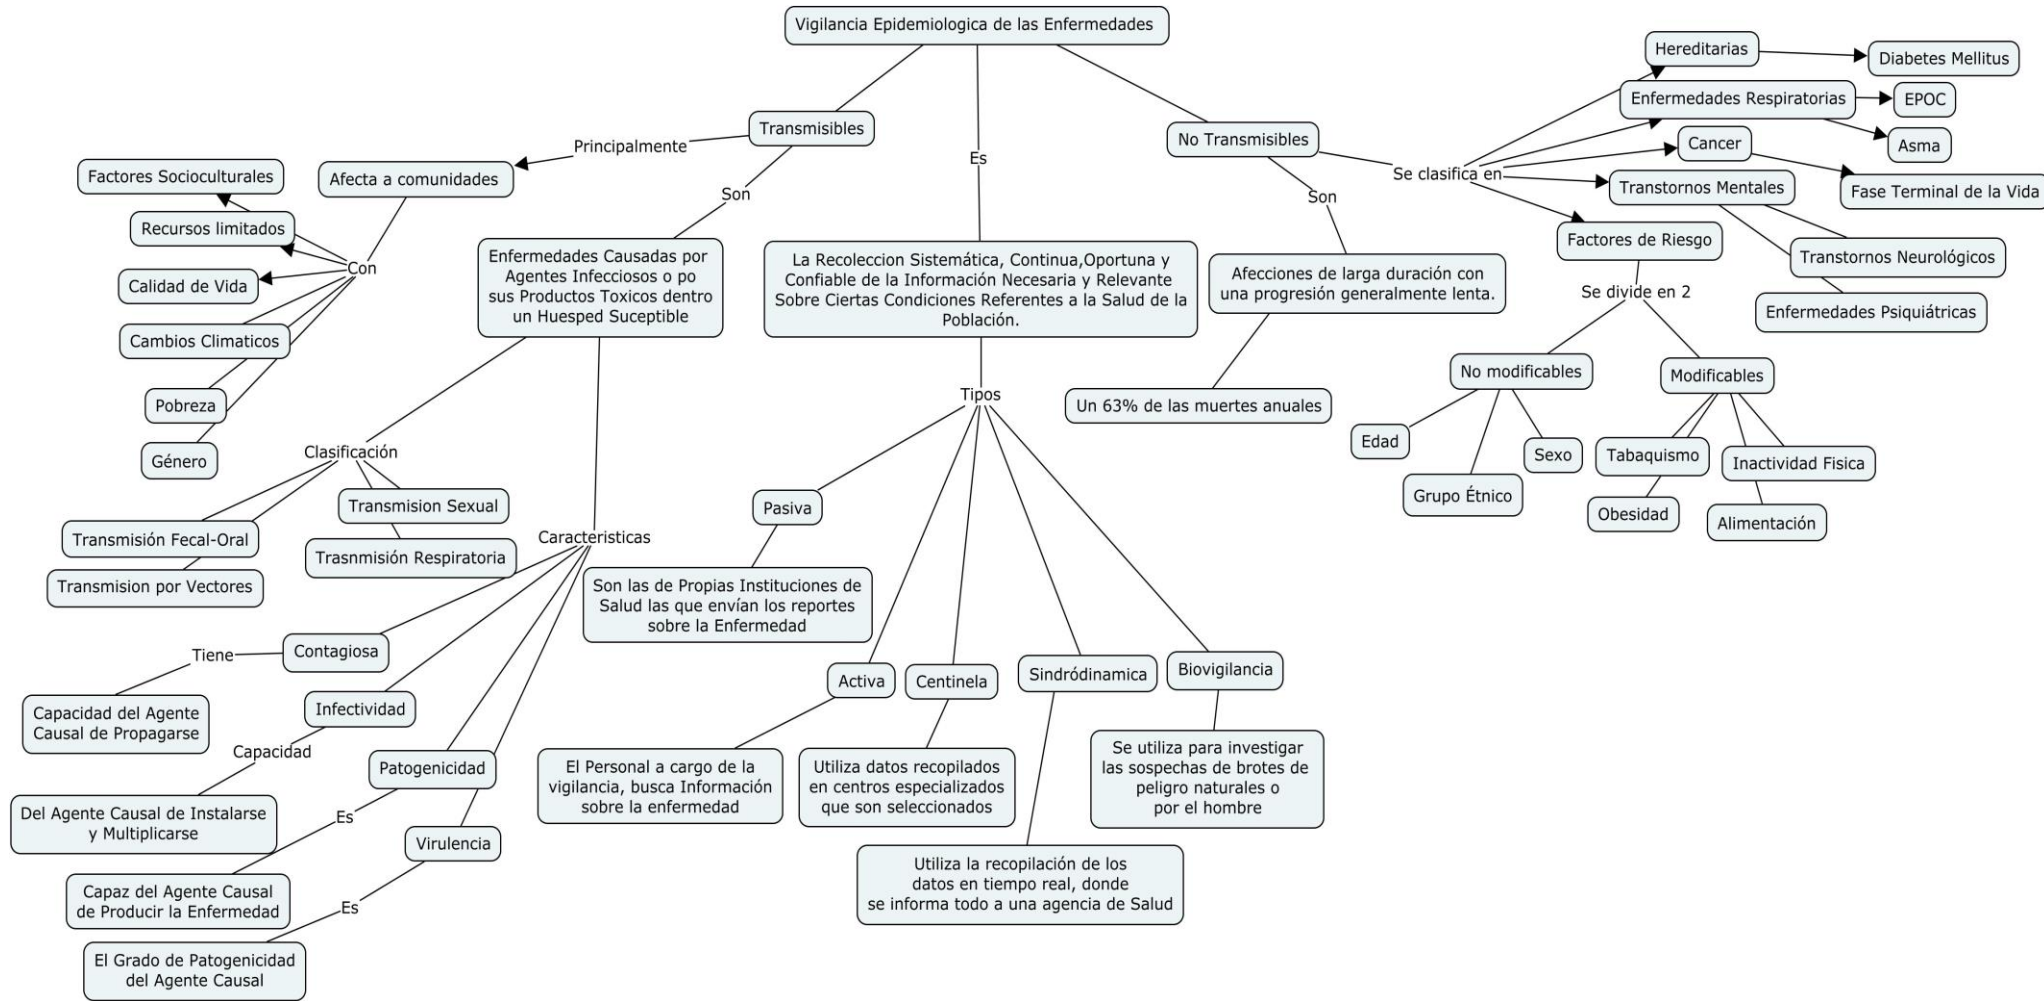 Vigilancia Epidemiologica de las Enfermedades
Transmisibles
Principalmente
Afecta a comunidades
Con
Factores Socioculturales
Recursos limitados
Calidad de Vida
Cambios Climaticos
Pobreza
Género
Son
Enfermedades Causadas por
Agentes Infecciosos o po
sus Productos Toxicos dentro
un Huesped Suceptible
Clasificación
Transmisión Fecal-Oral
Transmision por Vectores
Transmision Sexual
Trasnmisión Respiratoria
Caracteristicas
Contagiosa
Tiene
Capacidad del Agente
Causal de Propagarse
Infectividad
Capacidad
Del Agente Causal de Instalarse
y Multiplicarse
Patogenicidad
Es
Capaz del Agente Causal
de Producir la Enfermedad
Virulencia
Es
El Grado de Patogenicidad
del Agente Causal
Es
La Recoleccion Sistemática, Continua,Oportuna y
Confiable de la Información Necesaria y Relevante
Sobre Ciertas Condiciones Referentes a la Salud de la
Población.
Tipos
Pasiva
Son las de Propias Instituciones de
Salud las que envían los reportes
sobre la Enfermedad
Activa
El Personal a cargo de la
vigilancia, busca Información
sobre la enfermedad
Centinela
Utiliza datos recopilados
en centros especializados
que son seleccionados
Sindródinamica
Utiliza la recopilación de los
datos en tiempo real, donde
se informa todo a una agencia de Salud
Biovigilancia
Se utiliza para investigar
las sospechas de brotes de
peligro naturales o
por el hombre
No Transmisibles
Son
Afecciones de larga duración con
una progresión generalmente lenta.
Un 63% de las muertes anuales
Se clasifica en
Hereditarias
Diabetes Mellitus
Enfermedades Respiratorias
EPOC
Asma
Cancer
Fase Terminal de la Vida
Transtornos Mentales
Transtornos Neurológicos
Enfermedades Psiquiátricas
Factores de Riesgo
Se divide en 2
No modificables
Edad
Grupo Étnico
Sexo
Modificables
Tabaquismo
Obesidad
Inactividad Fisica
Alimentación